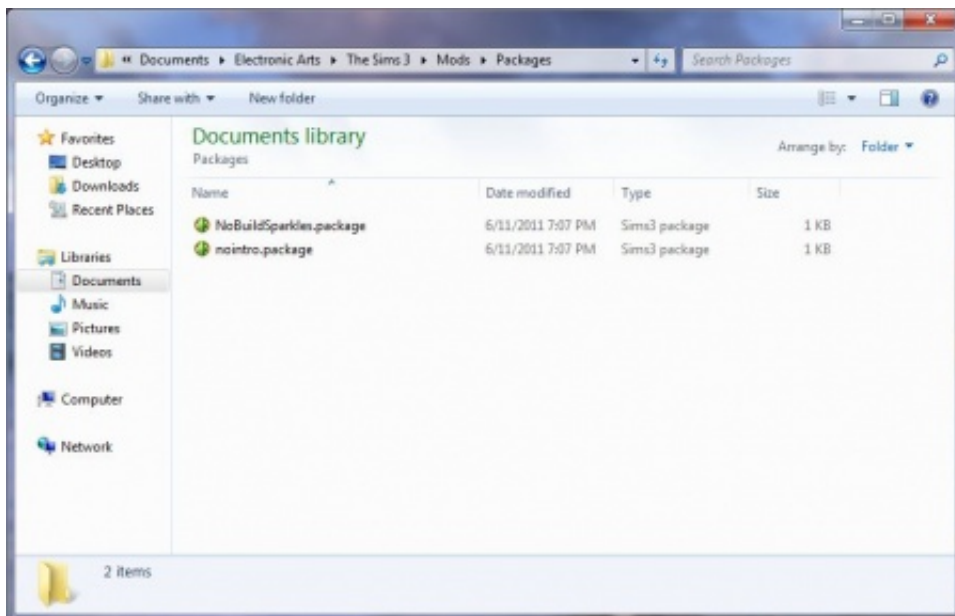 « Documents ▸ Electronic Arts ▸ The Sims 3 ▸ Mods ▸ Packages
Search Packages
Organize Share with New folder
Documents library
Packages
Arrange by: Folder
Name Date modified Type Size
NoBuildSparkles.package 6/11/2011 7:07 PM Sims3 package 1 KB
nointro.package 6/11/2011 7:07 PM Sims3 package 1 KB
Favorites
Desktop
Downloads
Recent Places
Libraries
Documents
Music
Pictures
Videos
Computer
Network
2 items